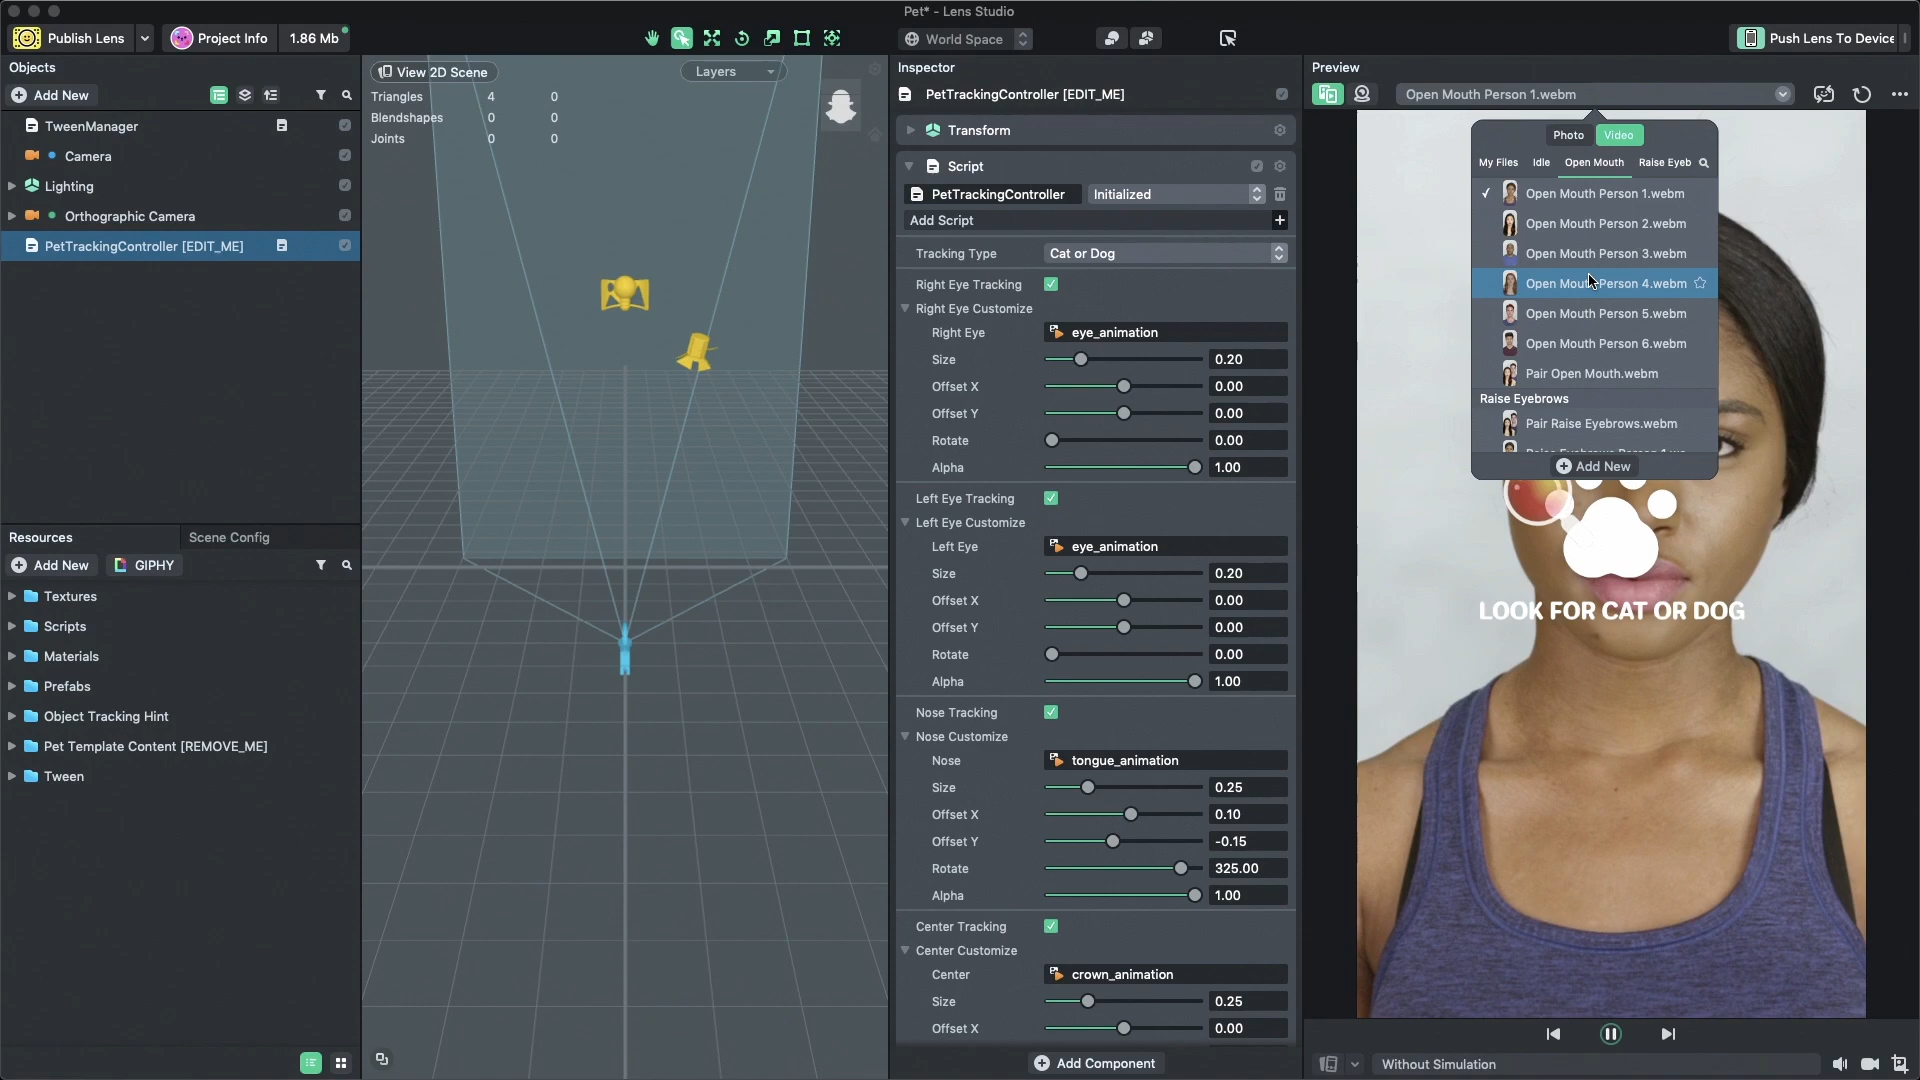 Pet* - Lens Studio
Publish Lens
Project Info
1.86 Mb
World Space
Push Lens To Device
Objects
Add New
TweenManager
Camera
Lighting
Orthographic Camera
PetTrackingController [EDIT_ME]
Resources
Scene Config
Add New
GIPHY
Textures
Scripts
Materials
Prefabs
Object Tracking Hint
Pet Template Content [REMOVE_ME]
Tween
View 2D Scene
Layers
Triangles 4 0
Blendshapes 0 0
Joints 0 0
Inspector
PetTrackingController [EDIT_ME]
Transform
Script
PetTrackingController Initialized
Add Script
Tracking Type Cat or Dog
Right Eye Tracking
Right Eye Customize
Right Eye eye_animation
Size 0.20
Offset X 0.00
Offset Y 0.00
Rotate 0.00
Alpha 1.00
Left Eye Tracking
Left Eye Customize
Left Eye eye_animation
Size 0.20
Offset X 0.00
Offset Y 0.00
Rotate 0.00
Alpha 1.00
Nose Tracking
Nose Customize
Nose tongue_animation
Size 0.25
Offset X 0.10
Offset Y -0.15
Rotate 325.00
Alpha 1.00
Center Tracking
Center Customize
Center crown_animation
Size 0.25
Offset X 0.00
Add Component
Preview
Open Mouth Person 1.webm
Photo Video
My Files Idle Open Mouth Raise Eyeb
Open Mouth Person 1.webm
Open Mouth Person 2.webm
Open Mouth Person 3.webm
Open Mouth Person 4.webm
Open Mouth Person 5.webm
Open Mouth Person 6.webm
Pair Open Mouth.webm
Raise Eyebrows
Pair Raise Eyebrows.webm
Add New
LOOK FOR CAT OR DOG
Without Simulation